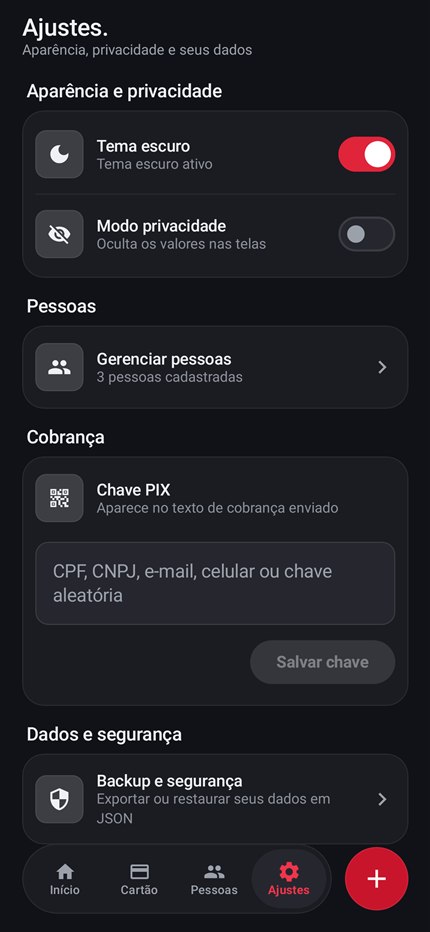 Ajustes.
Aparência, privacidade e seus dados
Aparência e privacidade
Tema escuro
Tema escuro ativo
Modo privacidade
Oculta os valores nas telas
Pessoas
Gerenciar pessoas
3 pessoas cadastradas
Cobrança
Chave PIX
Aparece no texto de cobrança enviado
CPF, CNPJ, e-mail, celular ou chave
aleatória
Salvar chave
Dados e segurança
Backup e segurança
Exportar ou restaurar seus dados em
JSON
Início
Cartão
Pessoas
Ajustes